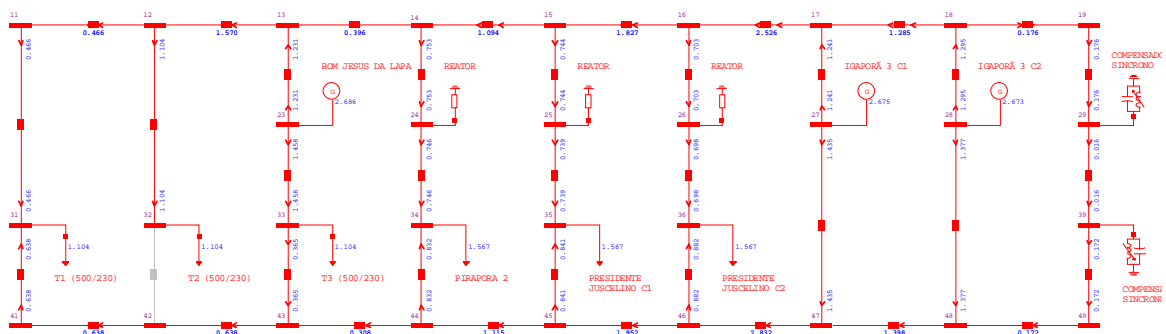 11 12 13 14 15 16 17 18 19
0.466 1.570 0.396 1.094 1.827 2.526 1.285 0.176
0.466 1.104 1.231 0.753 0.744 0.703 1.241 1.295 0.176
BOM JESUS DA LAPA REATOR REATOR REATOR IGAPORÃ 3 C1 IGAPORÃ 3 C2 COMPENSADO
SINCRONO
G G G
2.686 2.675 2.673
1.231 0.753 0.744 0.703 1.241 1.295 0.176
23 24 25 26 27 28 29
1.458 0.746 0.739 0.698 1.435 1.377 0.016
0.466 1.104 1.458 0.746 0.739 0.698 0.016
31 32 33 34 35 36 39
1.104 1.104 1.104 1.567 1.567 1.567
0.638 0.365 0.832 0.841 0.882 0.172
T1 (500/230) T2 (500/230) T3 (500/230) PIRAPORA 2 PRESIDENTE
JUSCELINO C1
PRESIDENTE
JUSCELINO C2
COMPENSA
SINCRONO
0.638 0.365 0.832 0.841 0.882 1.435 1.377 0.172
41 42 43 44 45 46 47 48 49
0.638 0.638 0.308 1.115 1.952 2.832 1.398 0.172